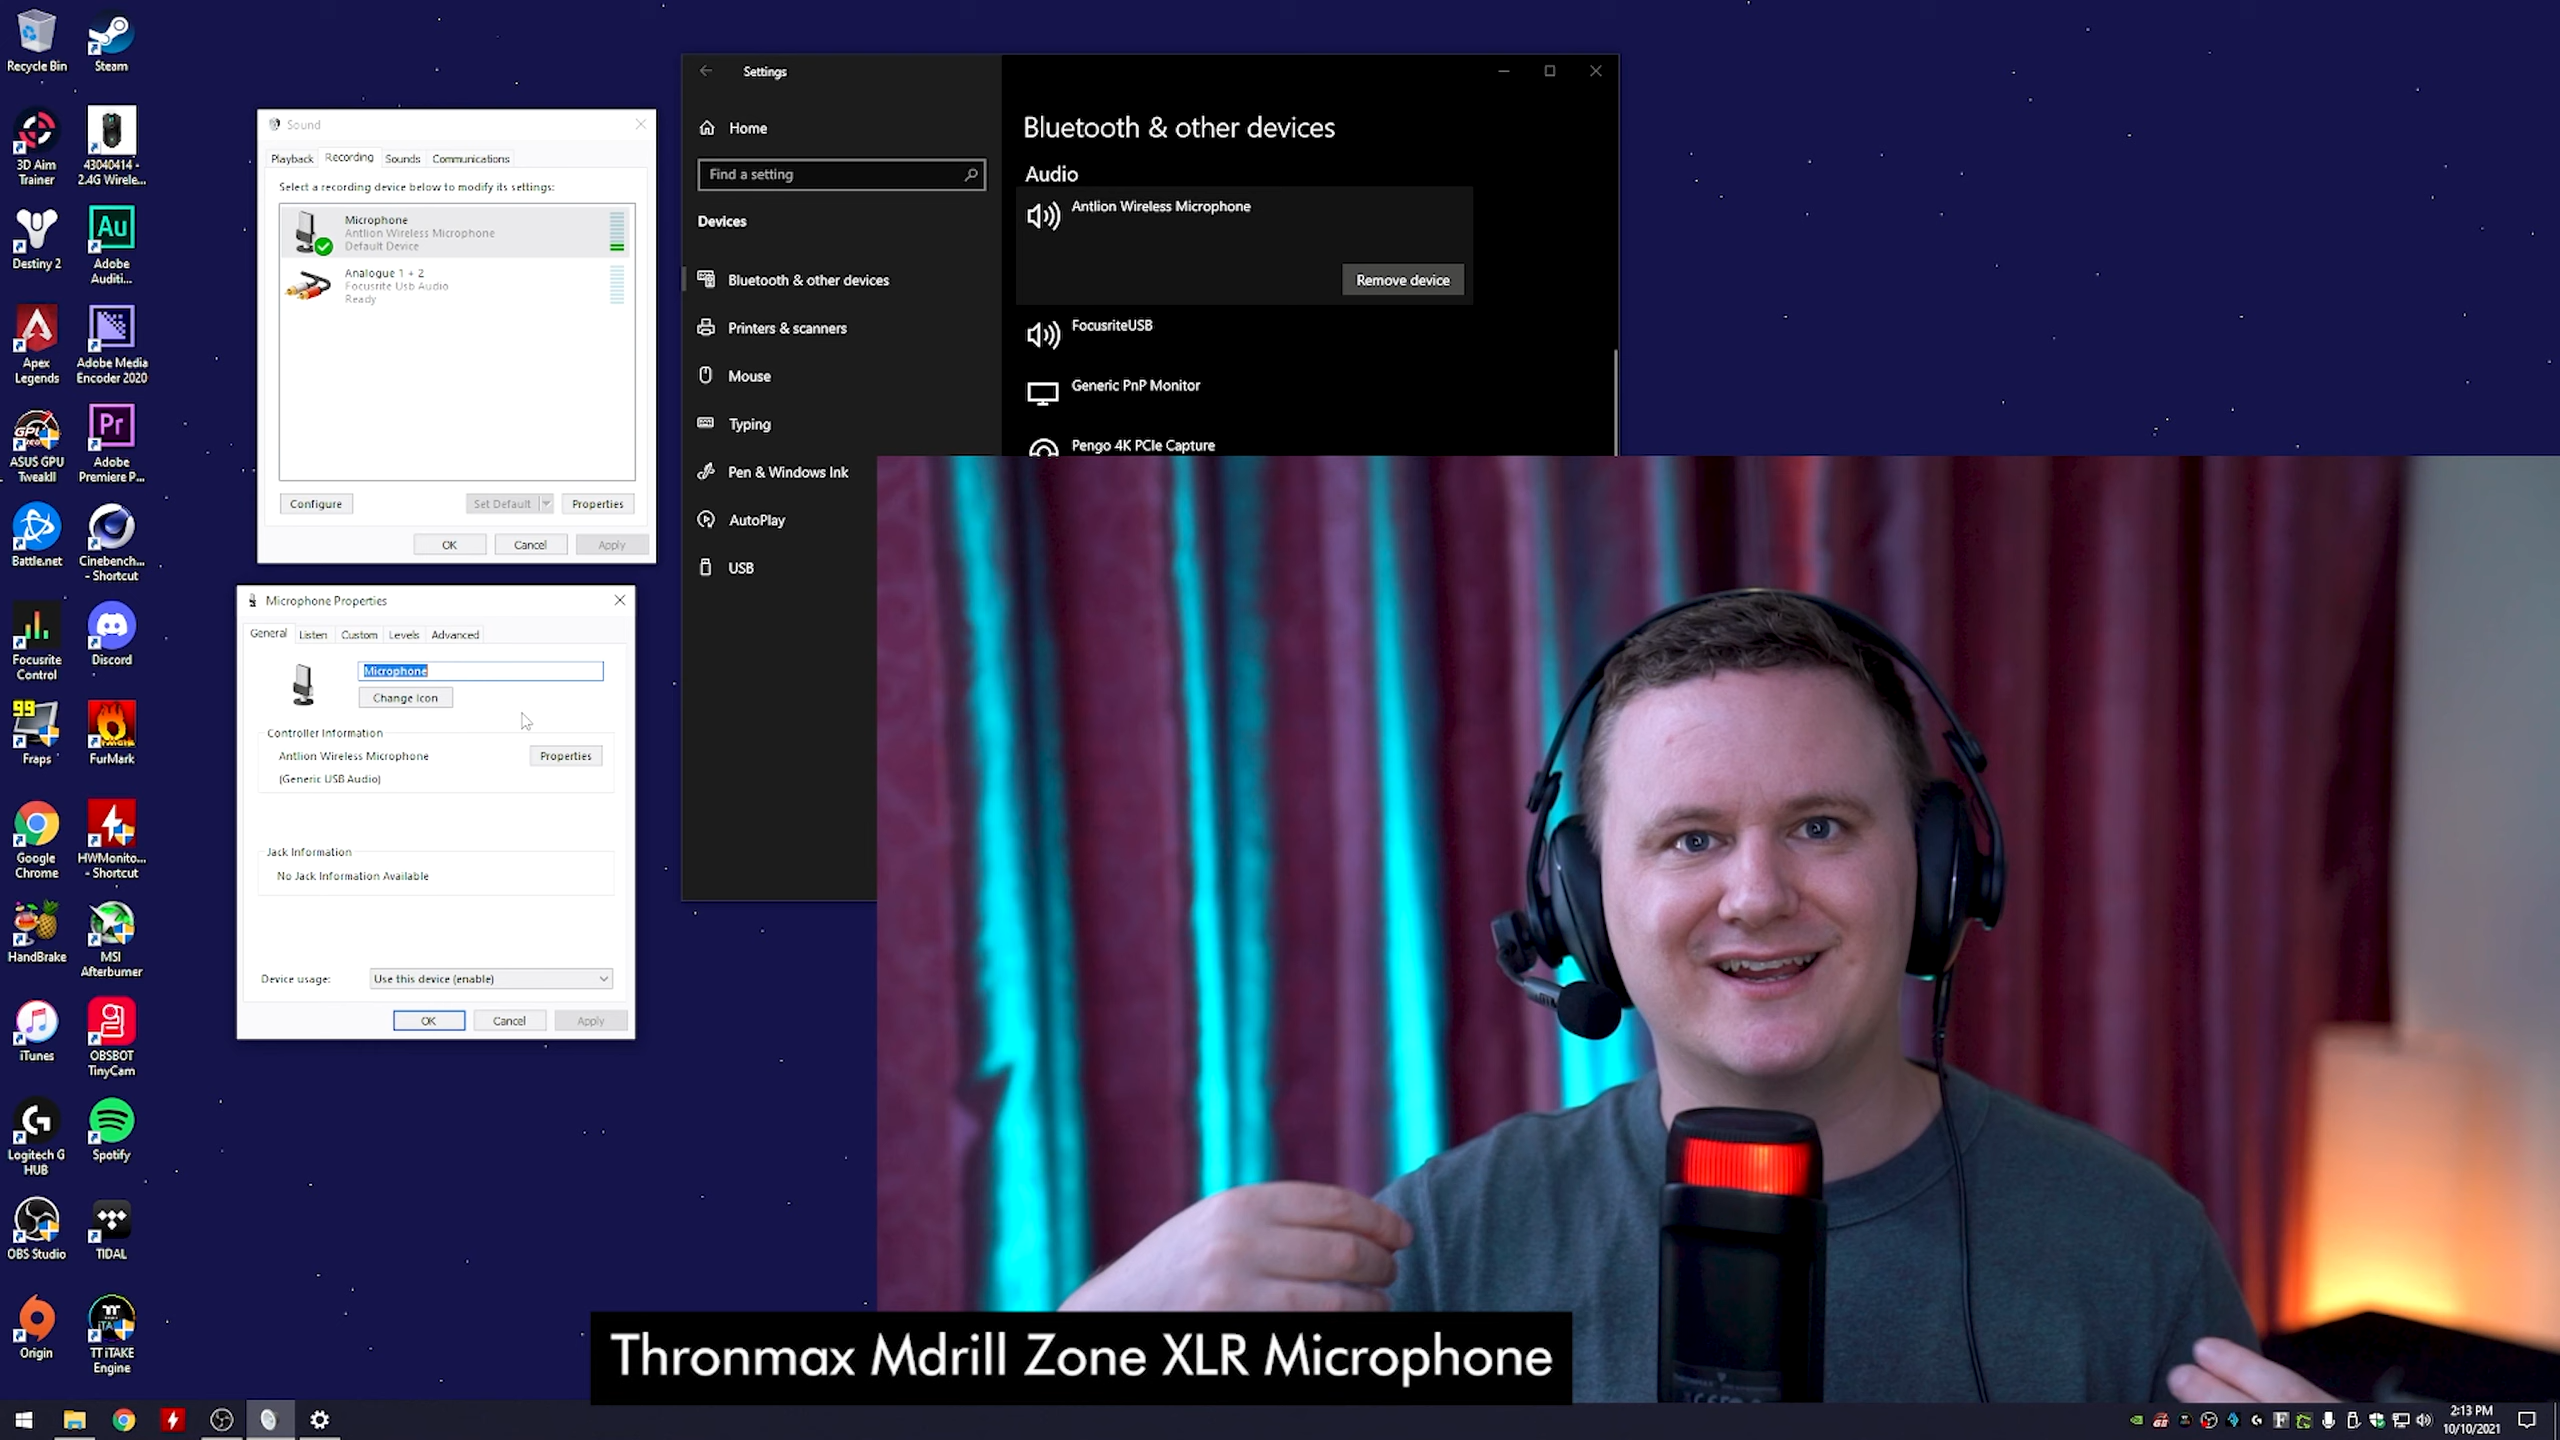 Recycle Bin
Steam
3D Aim
Trainer
43040414 -
2.4G Wirele...
Destiny 2
Au
Adobe
Auditi...
Apex
Legends
Adobe Media
Encoder 2020
ASUS GPU
TweakII
Pr
Adobe
Premiere P...
Battle.net
Cinebench...
- Shortcut
Focusrite
Control
Discord
99
Fraps
FurMark
Google
Chrome
HWMonito...
- Shortcut
HandBrake
MSI
Afterburner
iTunes
OBSBOT
TinyCam
Logitech G
HUB
Spotify
OBS Studio
TIDAL
Origin
TT iTAKE
Engine
Sound
Playback
Recording
Sounds
Communications
Select a recording device below to modify its settings:
Microphone
Antlion Wireless Microphone
Default Device
Analogue 1 + 2
Focusrite Usb Audio
Ready
Configure
Set Default
Properties
OK
Cancel
Apply
Microphone Properties
General
Listen
Custom
Levels
Advanced
Microphone
Change Icon
Controller Information
Antlion Wireless Microphone
Properties
(Generic USB Audio)
Jack Information
No Jack Information Available
Device usage:
Use this device (enable)
OK
Cancel
Apply
Settings
Home
Find a setting
Devices
Bluetooth & other devices
Printers & scanners
Mouse
Typing
Pen & Windows Ink
AutoPlay
USB
Bluetooth & other devices
Audio
Antlion Wireless Microphone
Remove device
FocusriteUSB
Generic PnP Monitor
Pengo 4K PCIe Capture
Thronmax Mdrill Zone XLR Microphone
2:13 PM
10/10/2021